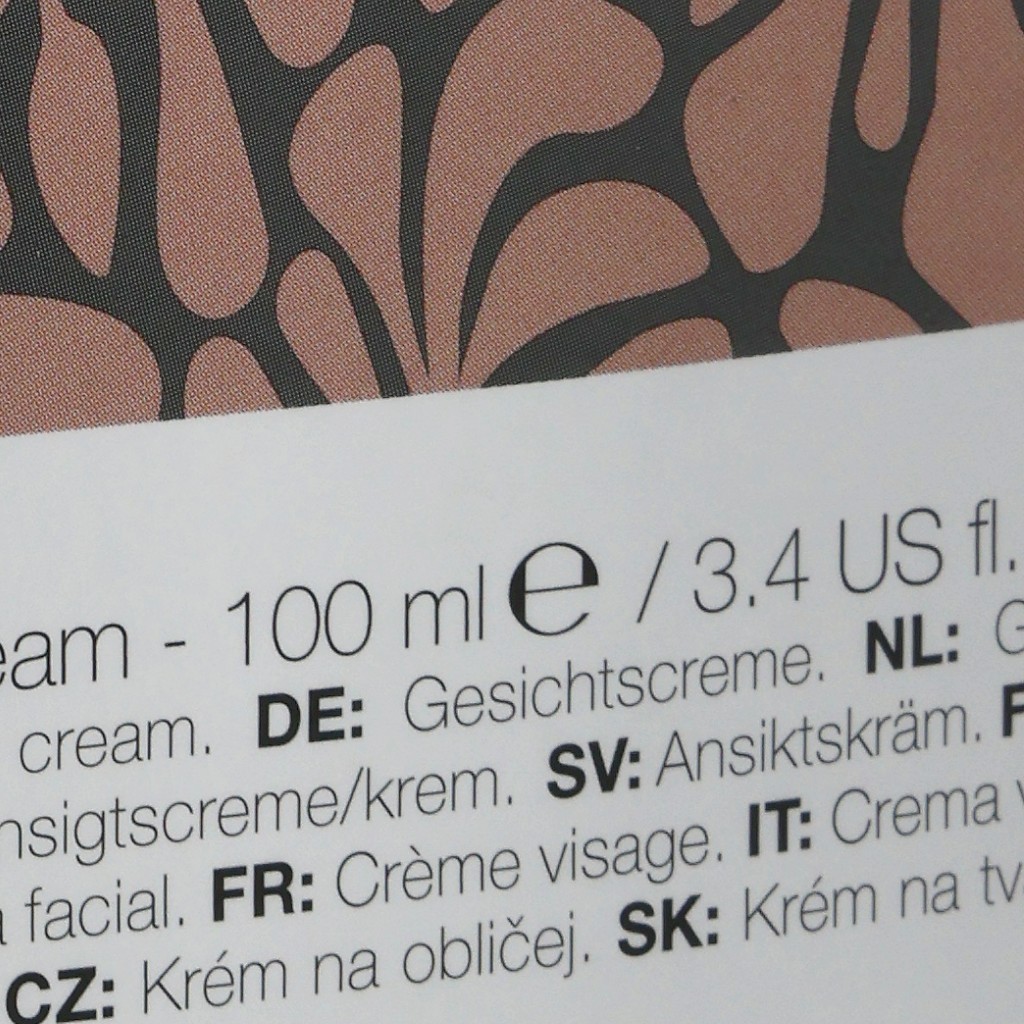 eam - 100 ml ℮ / 3.4 US fl.
cream. DE: Gesichtscreme. NL: G
nsigtscreme/krem. SV: Ansiktskräm. F
facial. FR: Crème visage. IT: Crema v
CZ: Krém na obličej. SK: Krém na tv